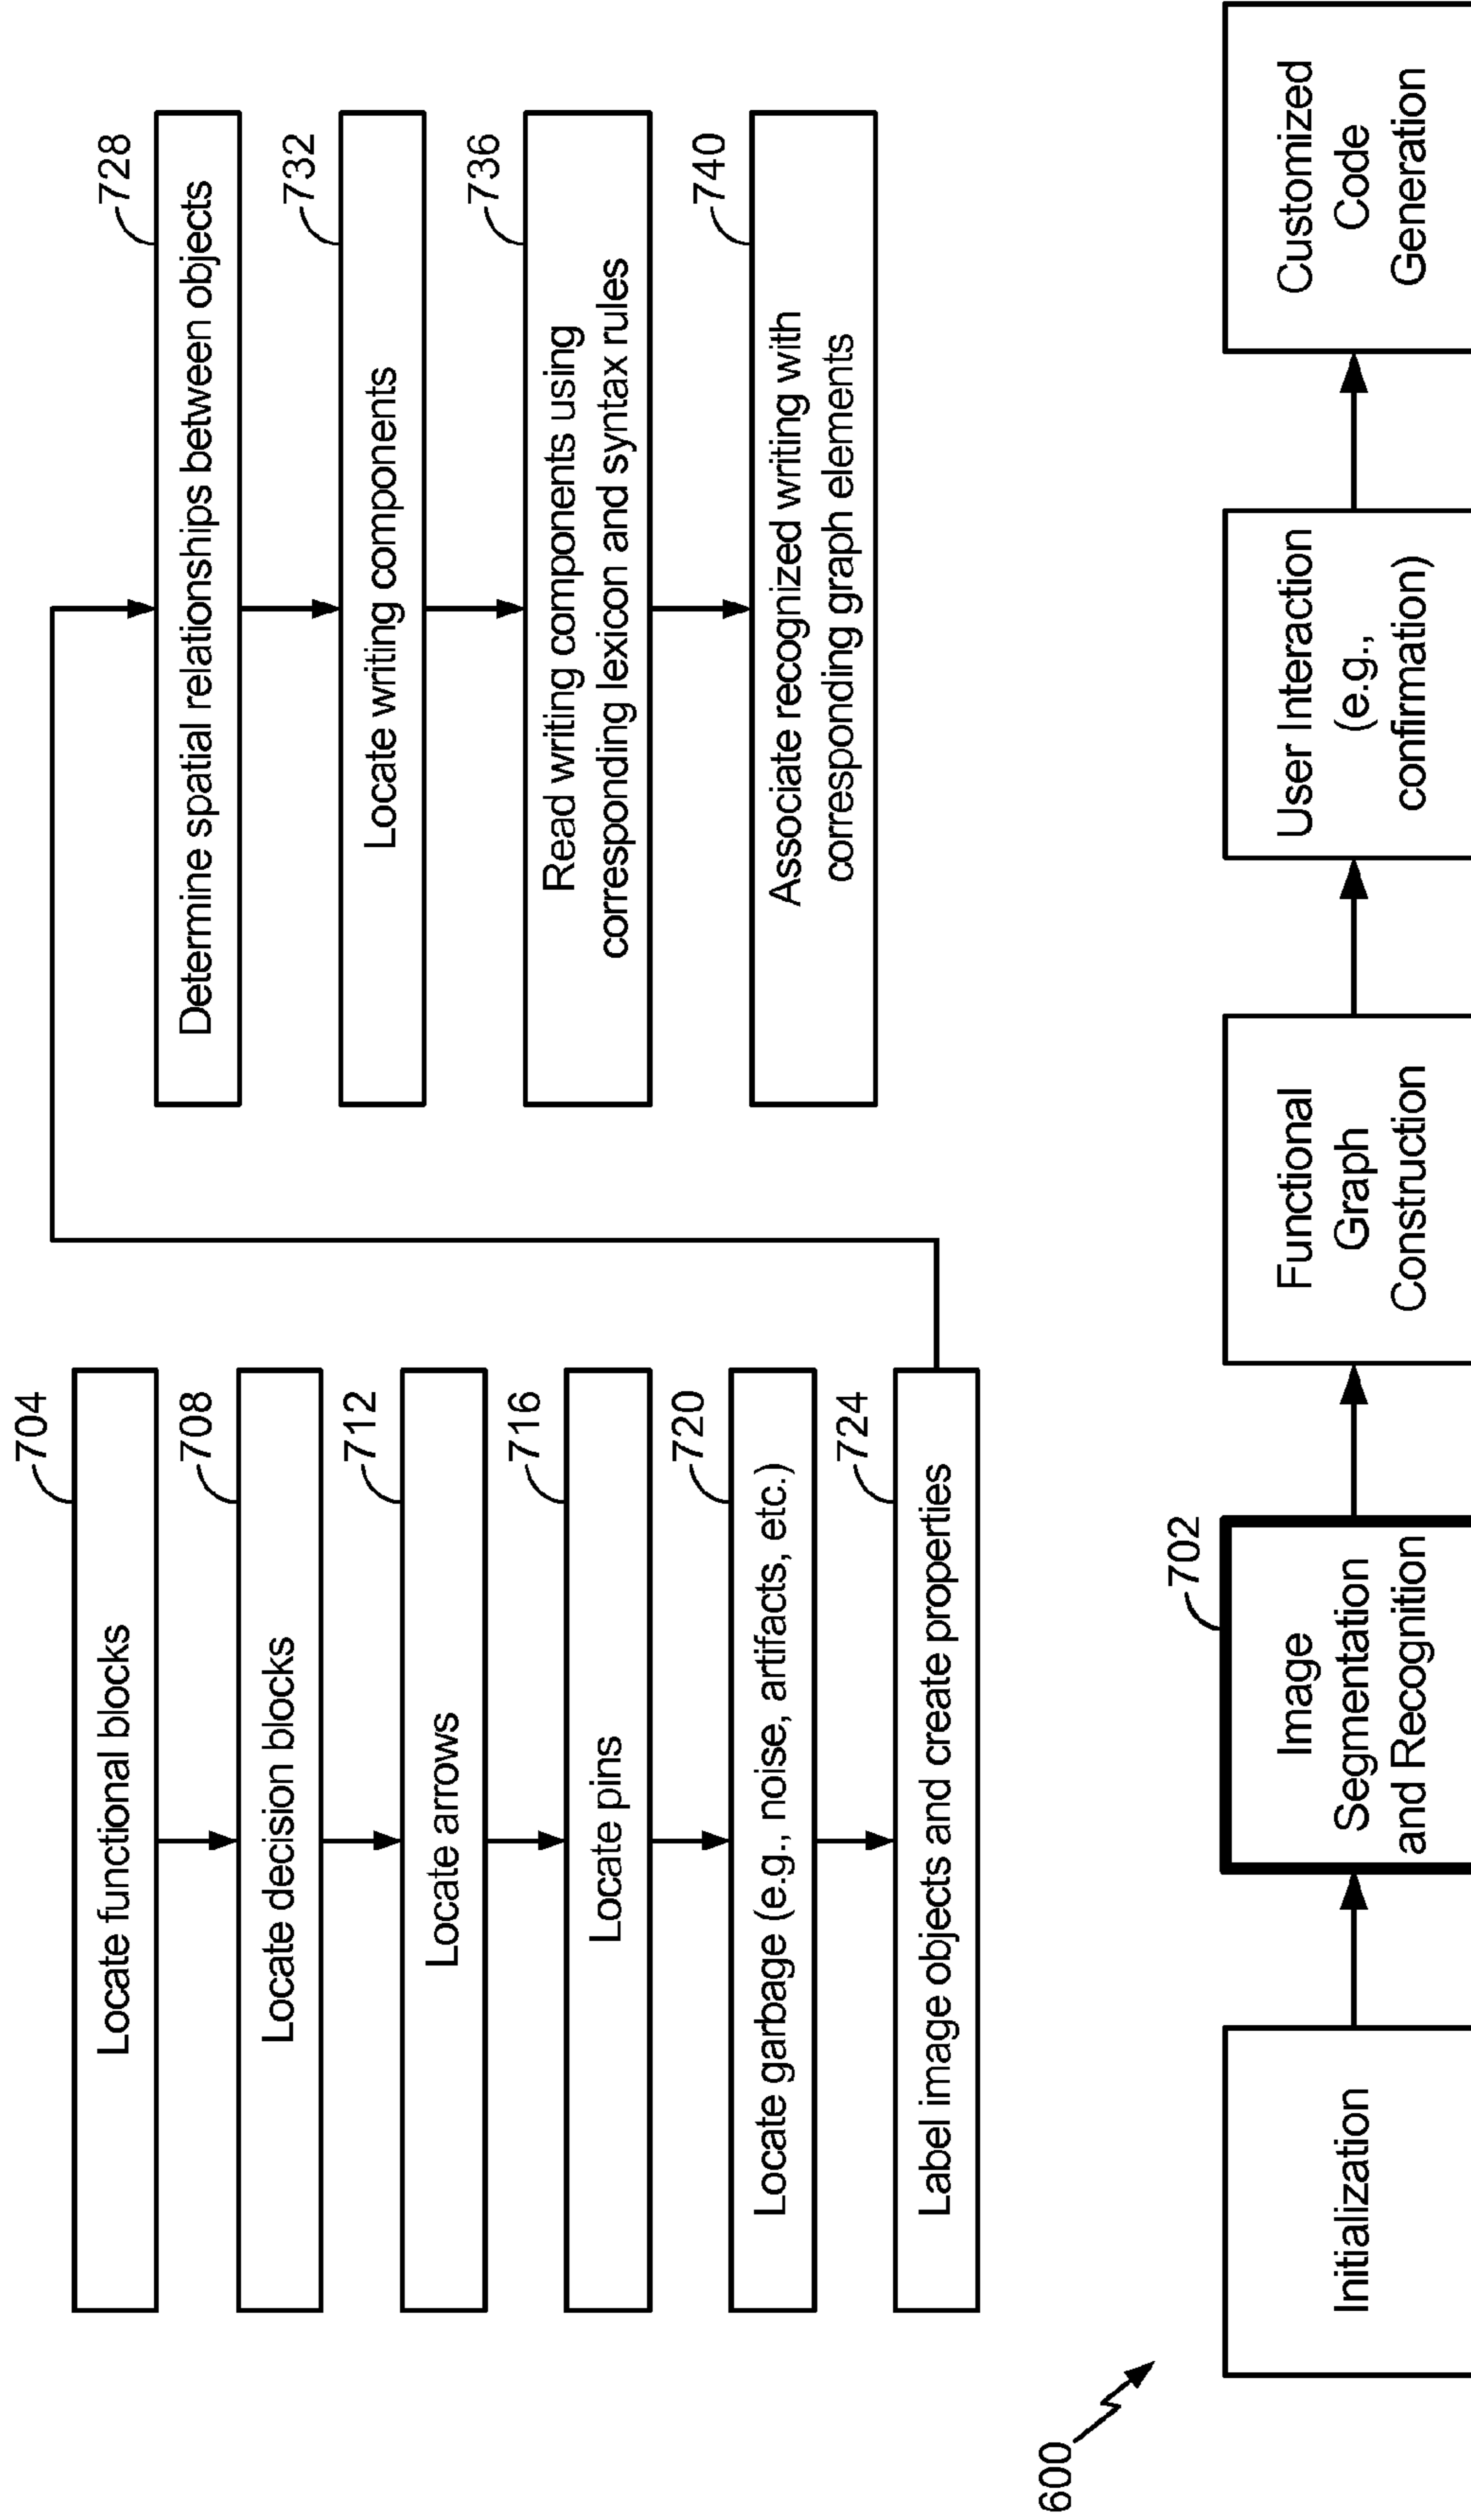 704
Locate functional blocks
708
Locate decision blocks
712
Locate arrows
716
Locate pins
720
Locate garbage (e.g., noise, artifacts, etc.)
724
Label image objects and create properties
728
Determine spatial relationships between objects
732
Locate writing components
736
Read writing components using
corresponding lexicon and syntax rules
740
Associate recognized writing with
corresponding graph elements
600
Initialization
702
Image
Segmentation
and Recognition
Functional
Graph
Construction
User Interaction
(e.g.,
confirmation)
Customized
Code
Generation